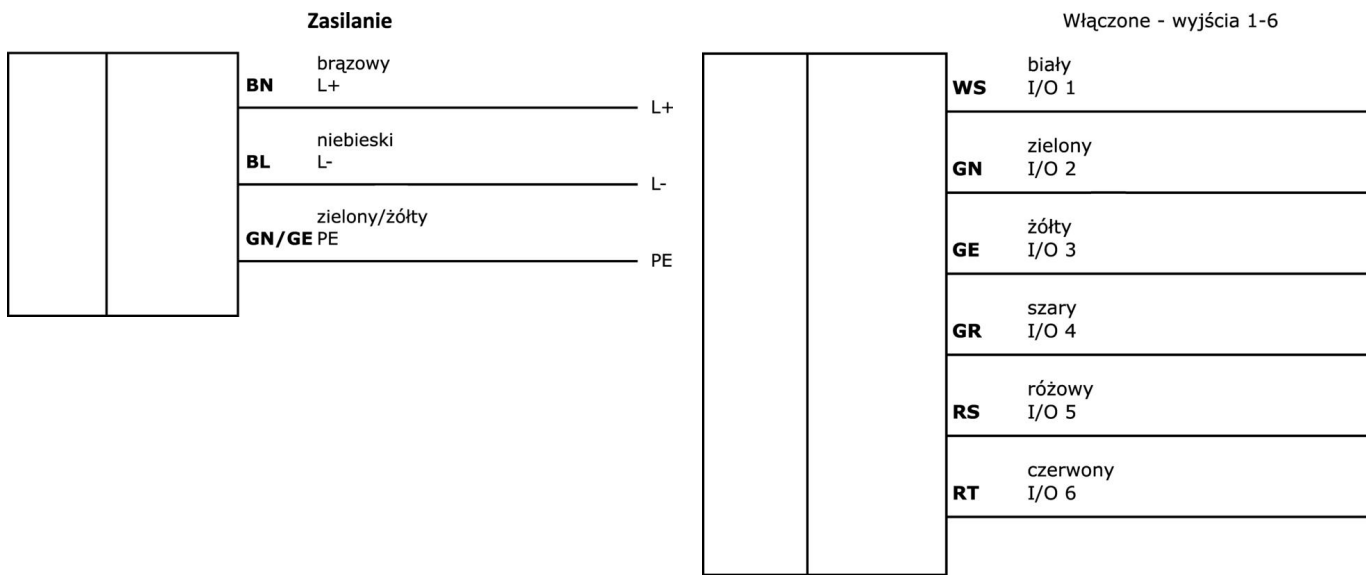 Zasilanie
brązowy
BN L+
L+
niebieski
BL L-
L-
zielony/żółty
GN/GE PE
PE
Włączone - wyjścia 1-6
biały
WS I/O 1
zielony
GN I/O 2
żółty
GE I/O 3
szary
GR I/O 4
różowy
RS I/O 5
czerwony
RT I/O 6